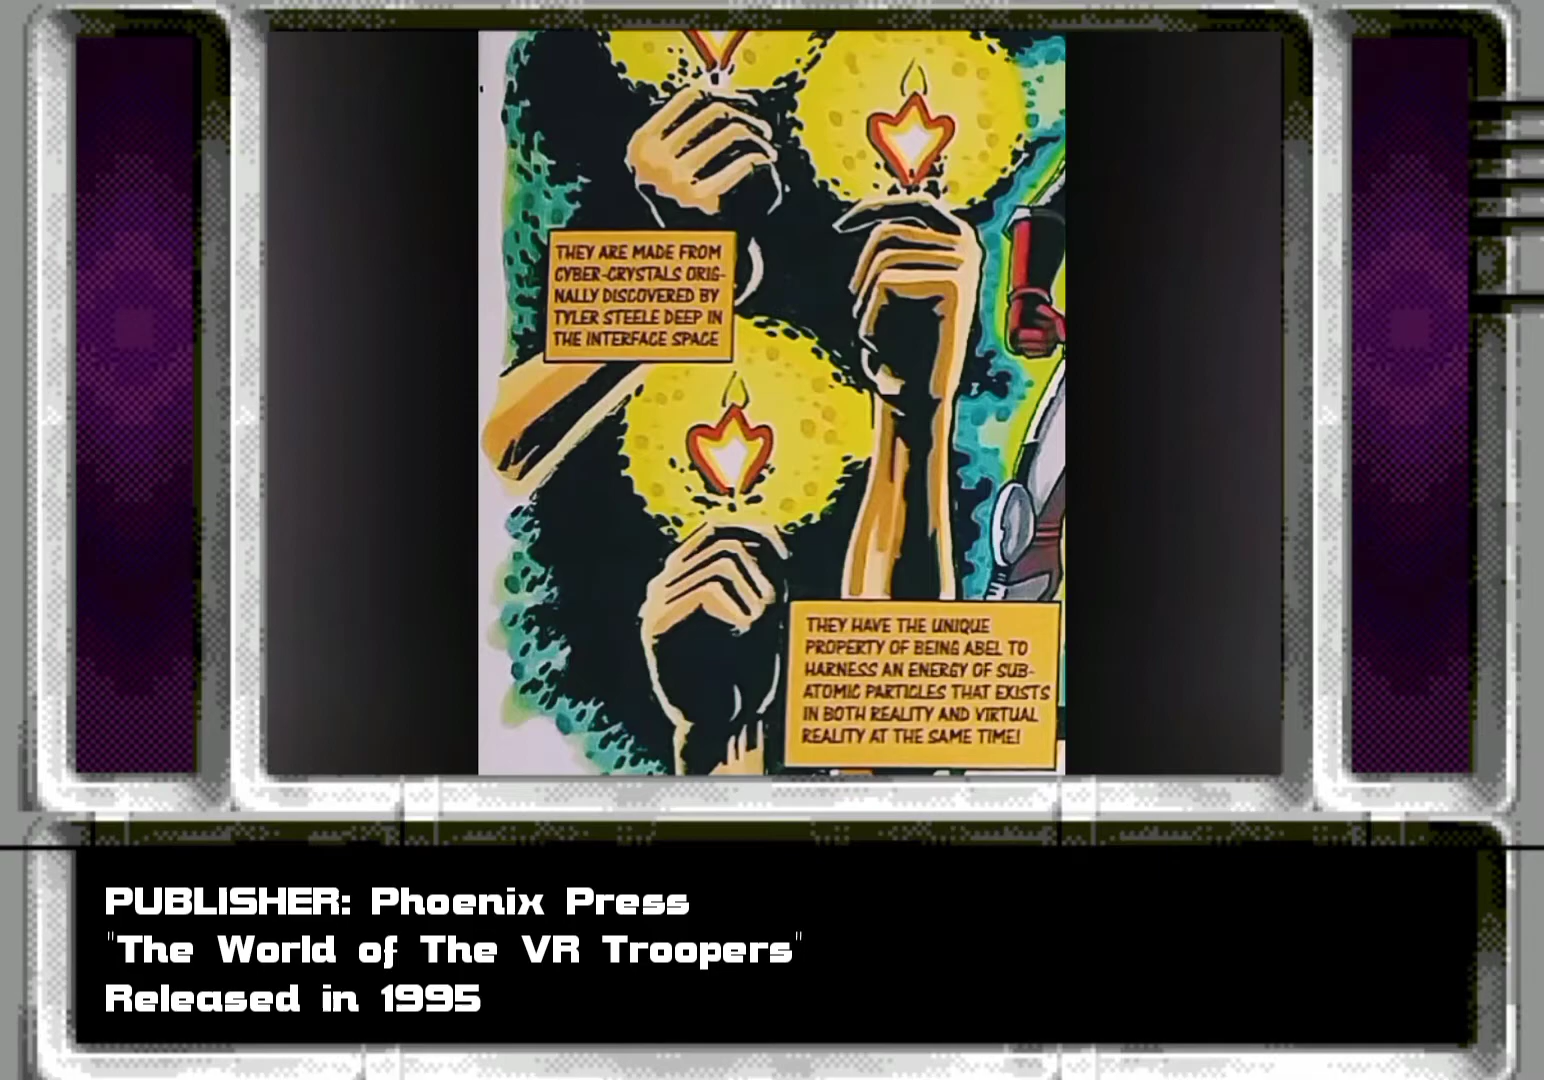 THEY ARE MADE FROM
CYBER-CRYSTALS ORIG-
NALLY DISCOVERED BY
TYLER STEELE DEEP IN
THE INTERFACE SPACE
THEY HAVE THE UNIQUE
PROPERTY OF BEING ABEL TO
HARNESS AN ENERGY OF SUB-
ATOMIC PARTICLES THAT EXISTS
IN BOTH REALITY AND VIRTUAL
REALITY AT THE SAME TIME!
PUBLISHER: Phoenix Press
"The World of The VR Troopers"
Released in 1995